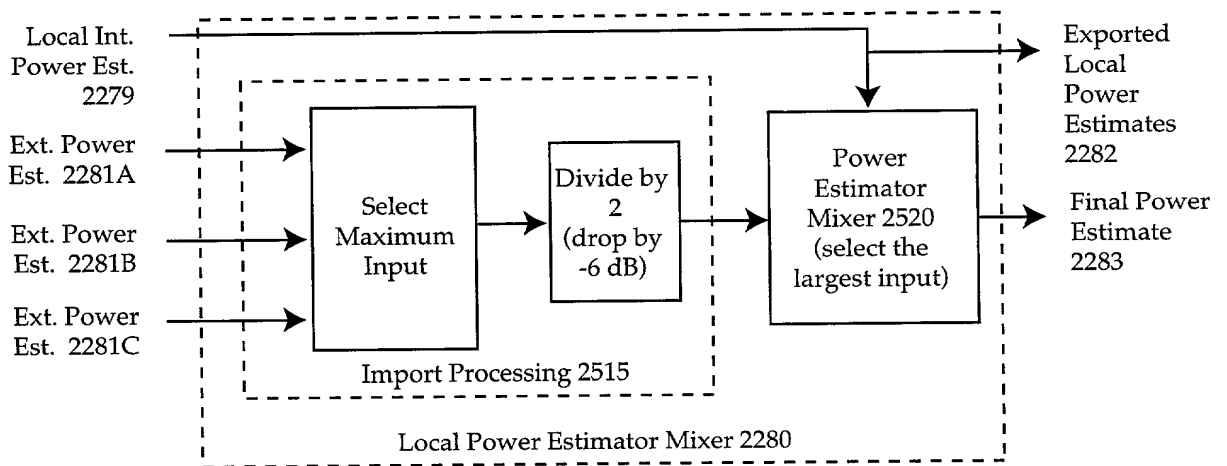 Local Int.
Power Est.
2279
Ext. Power
Est. 2281A
Ext. Power
Est. 2281B
Ext. Power
Est. 2281C
Select
Maximum
Input
Divide by
2
(drop by
-6 dB)
Import Processing 2515
Power
Estimator
Mixer 2520
(select the
largest input)
Local Power Estimator Mixer 2280
Exported
Local
Power
Estimates
2282
Final Power
Estimate
2283